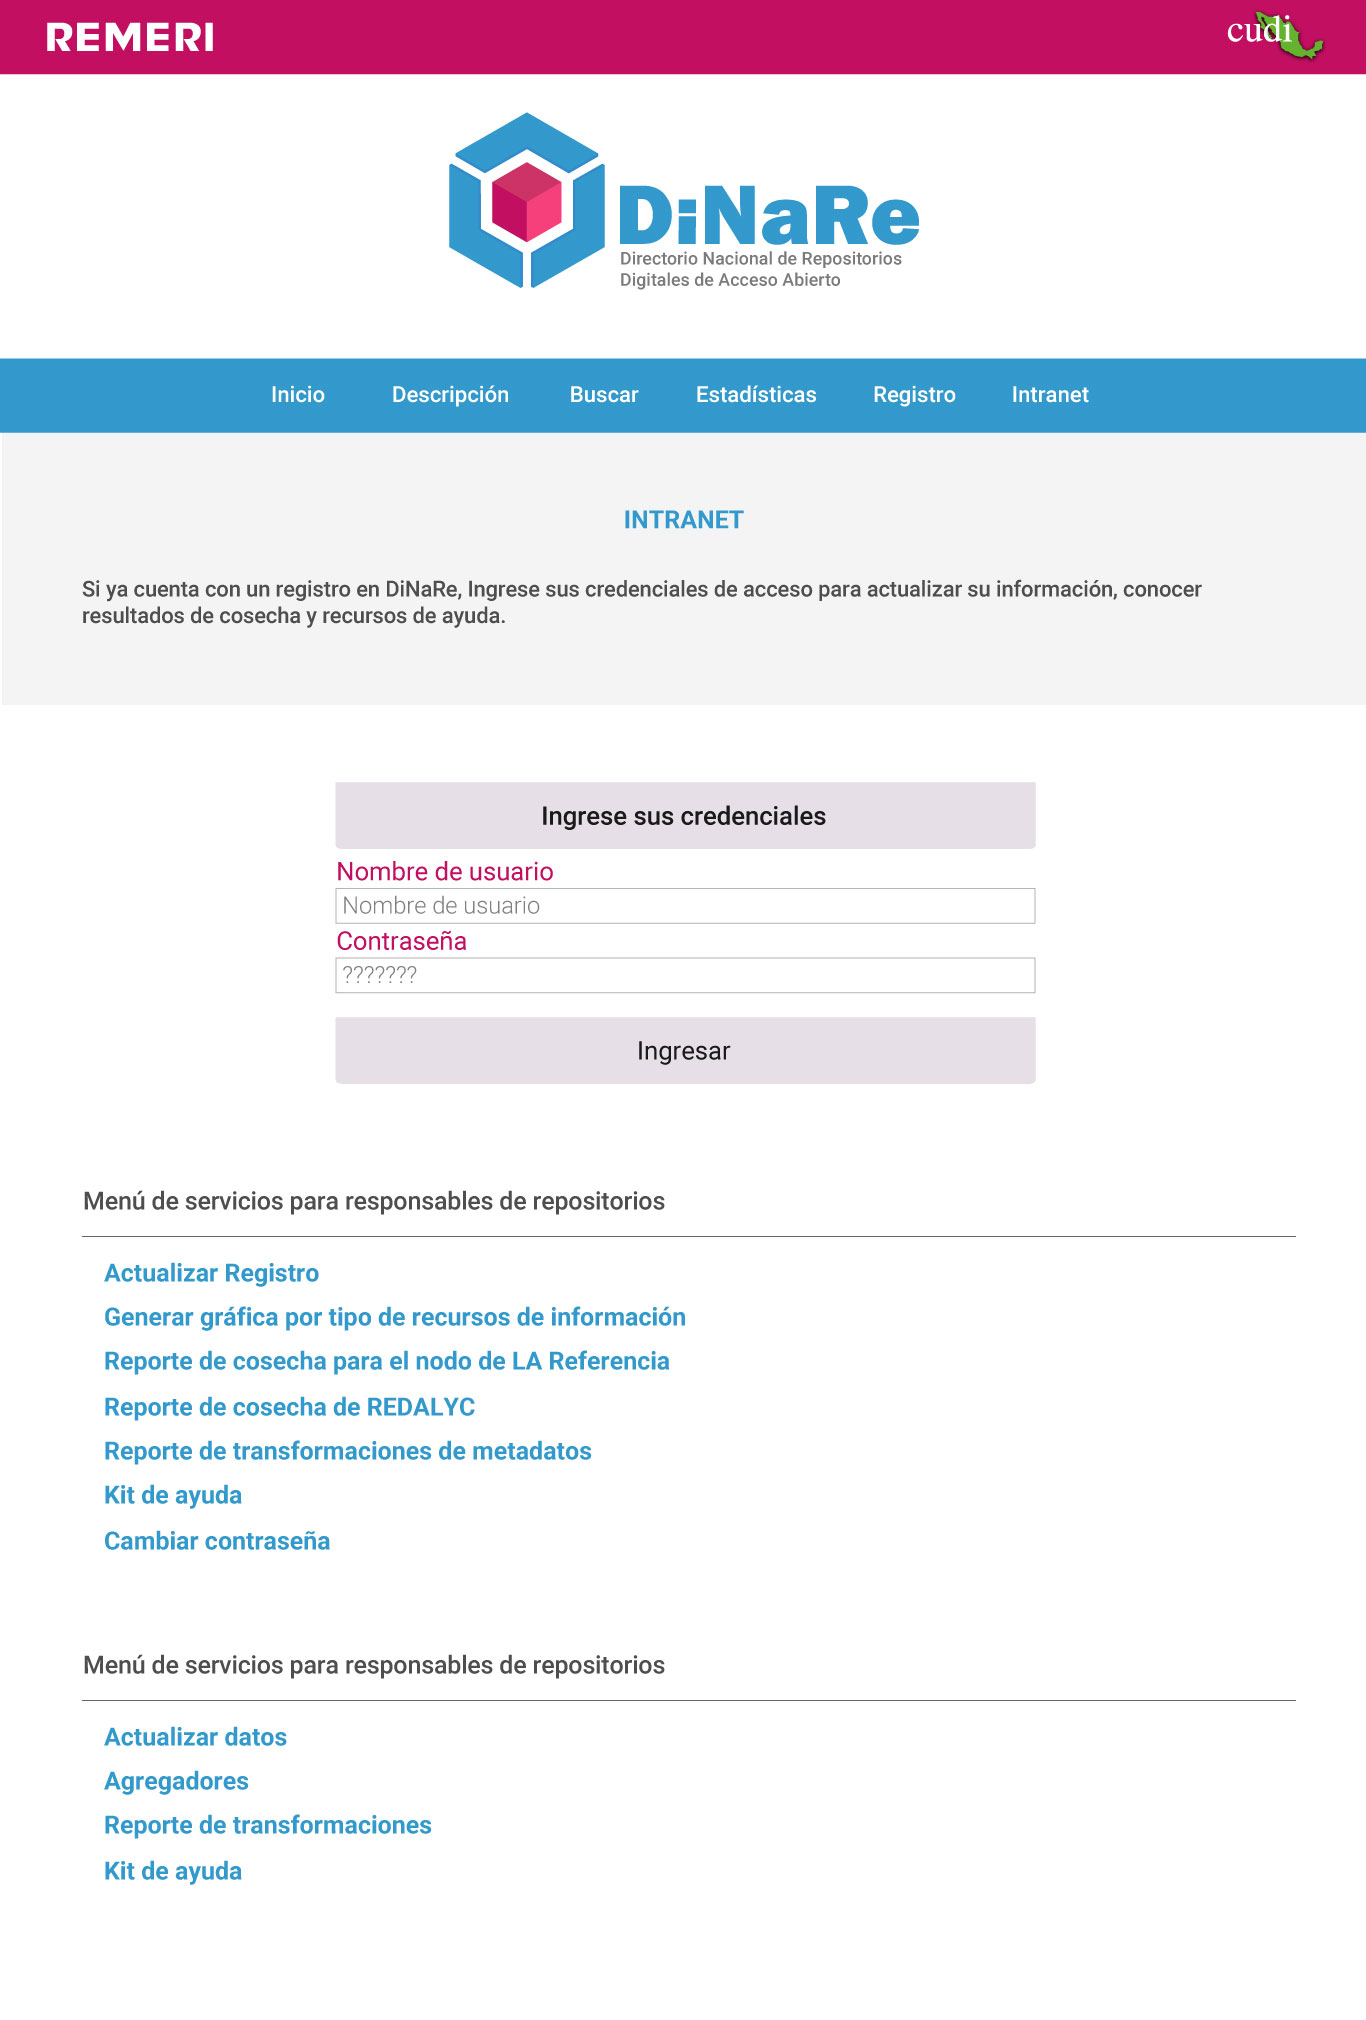 REMERI
cudi
DiNaRe
Directorio Nacional de Repositorios
Digitales de Acceso Abierto
Inicio Descripción Buscar Estadísticas Registro Intranet
INTRANET
Si ya cuenta con un registro en DiNaRe, Ingrese sus credenciales de acceso para actualizar su información, conocer
resultados de cosecha y recursos de ayuda.
Ingrese sus credenciales
Nombre de usuario
Nombre de usuario
Contraseña
???????
Ingresar
Menú de servicios para responsables de repositorios
Actualizar Registro
Generar gráfica por tipo de recursos de información
Reporte de cosecha para el nodo de LA Referencia
Reporte de cosecha de REDALYC
Reporte de transformaciones de metadatos
Kit de ayuda
Cambiar contraseña
Menú de servicios para responsables de repositorios
Actualizar datos
Agregadores
Reporte de transformaciones
Kit de ayuda